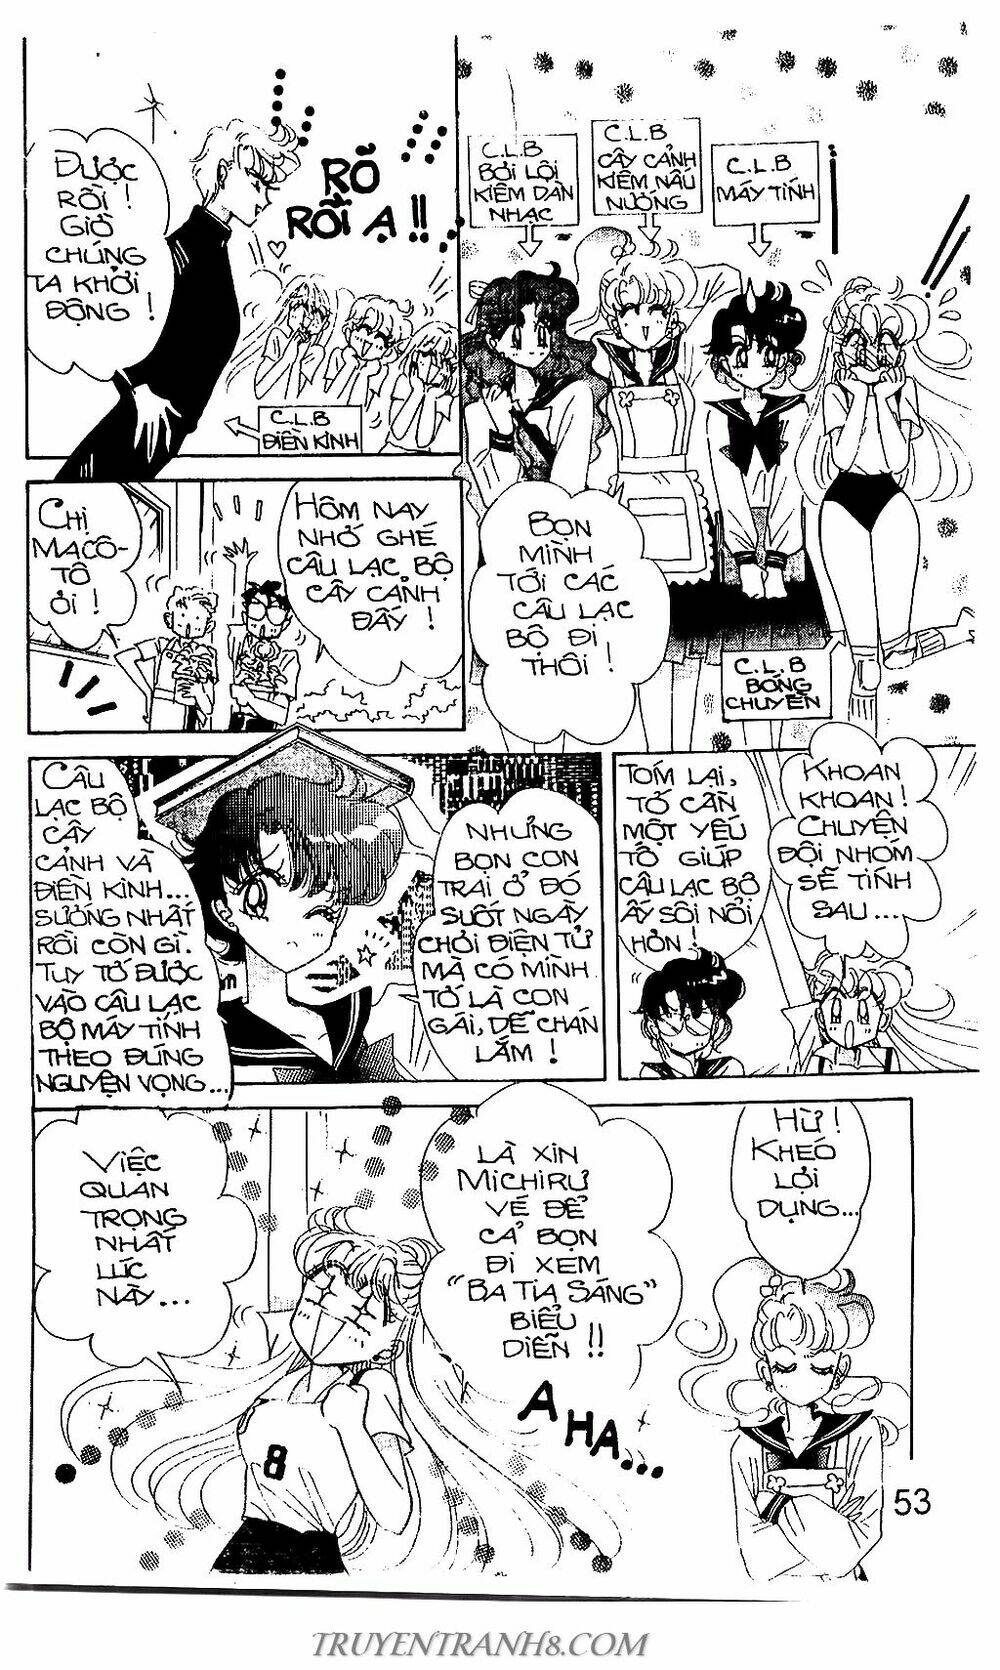 ĐƯỢC
RỒI !
GIỜ
CHÚNG
TA KHỞI
ĐỘNG !
RÕ
RỒI Ạ !!
C.L.B
ĐIỀN KINH
C.L.B
BƠI LỘI
KIÊM DÀN
NHẠC
C.L.B
CÂY CẢNH
KIÊM NẤU
NƯỚNG
C.L.B
MÁY TÍNH
!!
BỌN
MÌNH
TỚI CÁC
CÂU LẠC
BỘ ĐI
THÔI !
C.L.B
BÓNG
CHUYỀN
CHỊ
MACÔ-
TÔ
ƠI !
HÔM NAY
NHỚ GHÉ
CÂU LẠC BỘ
CÂY CẢNH
ĐẤY !
CÂU
LẠC BỘ
CÂY
CẢNH VÀ
ĐIỀN KINH...
SƯỚNG NHẤT
RỒI CÒN GÌ.
TUY TỚ ĐƯỢC
VÀO CÂU LẠC
BỘ MÁY TÍNH
THEO ĐÚNG
NGUYỆN VỌNG...
NHƯNG
BỌN CON
TRAI Ở ĐÓ
SUỐT NGÀY
CHƠI ĐIỆN TỬ
MÀ CÓ MÌNH
TỚ LÀ CON
GÁI, DỄ CHÁN
LẮM !
TÓM LẠI,
TỚ CẦN
MỘT YẾU
TỐ GIÚP
CÂU LẠC BỘ
ẤY SÔI NỔI
HƠN !
KHOAN
KHOAN !
CHUYỆN
ĐỘI NHÓM
SẼ TÍNH
SAU ...
VIỆC
QUAN
TRỌNG
NHẤT
LÚC
NÀY ...
LÀ XIN
MICHIRƯ
VÉ ĐỂ
CẢ BỌN
ĐI XEM
"BA TIA SÁNG"
BIỂU
DIỄN !!
A HA...
HỪ !
KHÉO
LỢI
DỤNG...
8
53
TRUYENTRANH8.COM